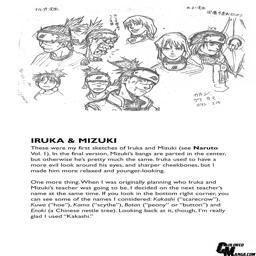 IRUKA & MIZUKI
These were my first sketches of Iruka and Mizuki (see Naruto
Vol. 1). In the final version, Mizuki's bangs are parted in the center,
but otherwise he's pretty much the same. Iruka used to have a
more evil look around his eyes, and sharper cheekbones, but I
made him more relaxed and younger-looking.
One more thing. When I was originally planning who Iruka and
Mizuki's teacher was going to be, I decided on the next teacher's
name at the same time. If you look in the bottom right corner, you
can see some of the names I considered: Kakashi ("scarecrow"),
Kuwa ("hoe"), Kama ("scythe"), Botan ("peony" or "button") and
Enoki (a Chinese nettle tree). Looking back at it, though, I'm really
glad I used "Kakashi."
COLORED
MANGA.COM